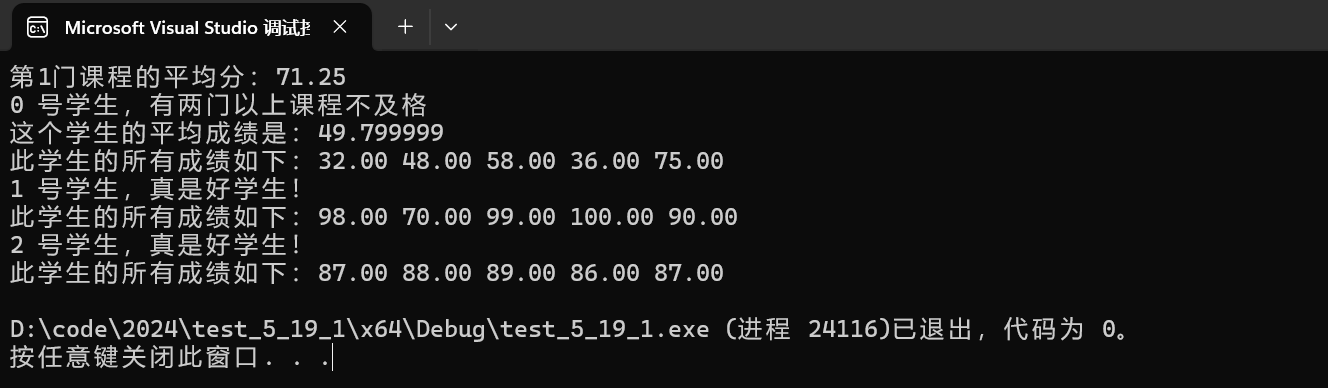 Microsoft Visual Studio 调试控
第1门课程的平均分：71.25
0 号学生，有两门以上课程不及格
这个学生的平均成绩是：49.799999
此学生的所有成绩如下：32.00 48.00 58.00 36.00 75.00
1 号学生，真是好学生！
此学生的所有成绩如下：98.00 70.00 99.00 100.00 90.00
2 号学生，真是好学生！
此学生的所有成绩如下：87.00 88.00 89.00 86.00 87.00
D:\code\2024\test_5_19_1\x64\Debug\test_5_19_1.exe (进程 24116)已退出，代码为 0。
按任意键关闭此窗口. . .